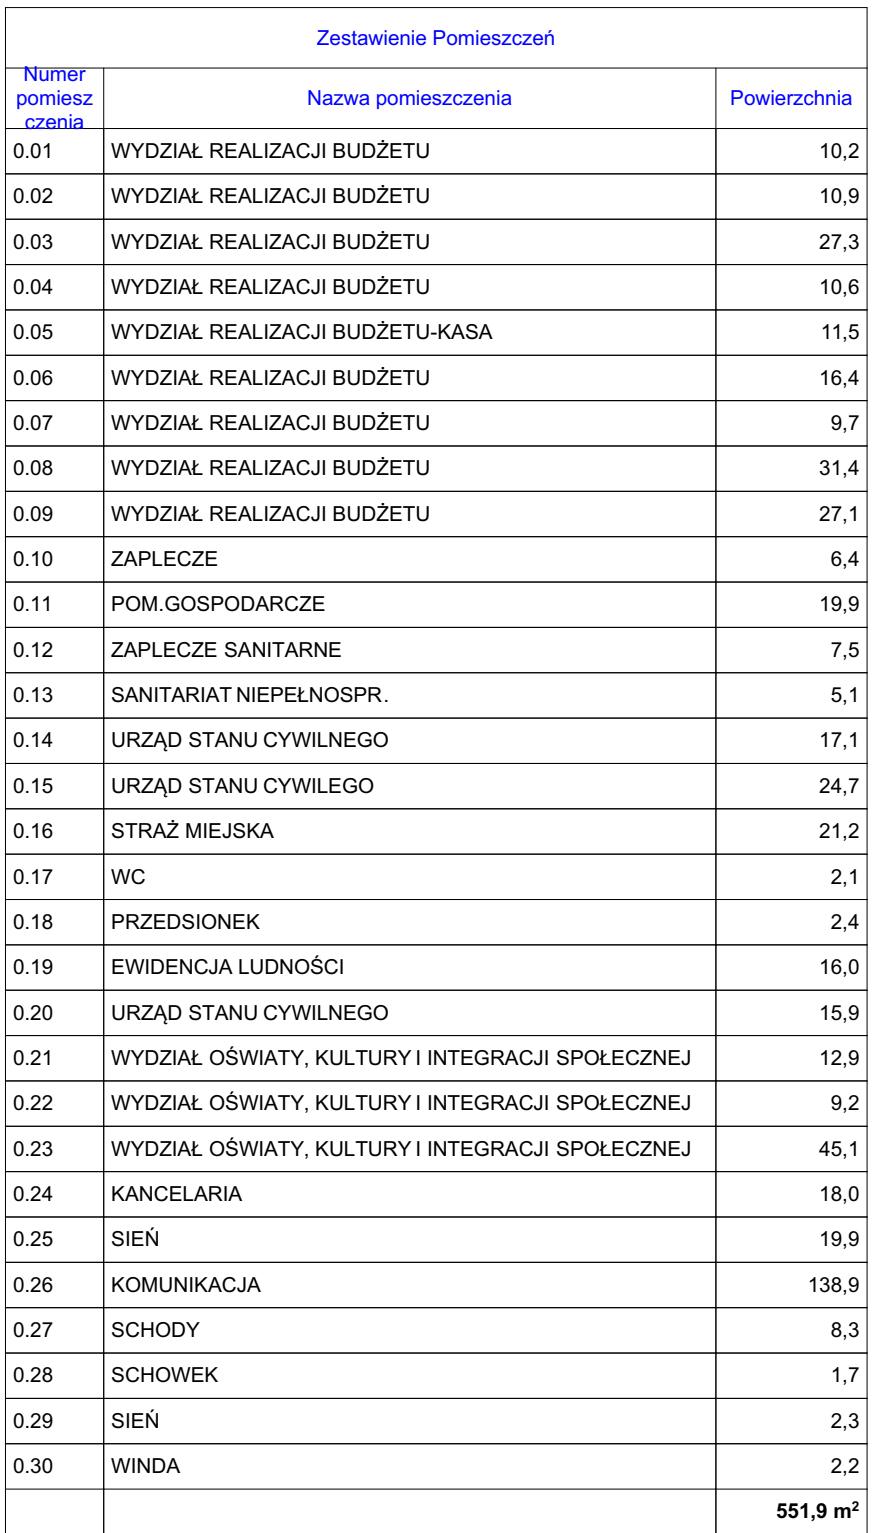 Zestawienie Pomieszczeń
Numer pomiesz czenia Nazwa pomieszczenia Powierzchnia
0.01 WYDZIAŁ REALIZACJI BUDŻETU 10,2
0.02 WYDZIAŁ REALIZACJI BUDŻETU 10,9
0.03 WYDZIAŁ REALIZACJI BUDŻETU 27,3
0.04 WYDZIAŁ REALIZACJI BUDŻETU 10,6
0.05 WYDZIAŁ REALIZACJI BUDŻETU-KASA 11,5
0.06 WYDZIAŁ REALIZACJI BUDŻETU 16,4
0.07 WYDZIAŁ REALIZACJI BUDŻETU 9,7
0.08 WYDZIAŁ REALIZACJI BUDŻETU 31,4
0.09 WYDZIAŁ REALIZACJI BUDŻETU 27,1
0.10 ZAPLECZE 6,4
0.11 POM.GOSPODARCZE 19,9
0.12 ZAPLECZE SANITARNE 7,5
0.13 SANITARIAT NIEPEŁNOSPR. 5,1
0.14 URZĄD STANU CYWILNEGO 17,1
0.15 URZĄD STANU CYWILEGO 24,7
0.16 STRAŻ MIEJSKA 21,2
0.17 WC 2,1
0.18 PRZEDSIONEK 2,4
0.19 EWIDENCJA LUDNOŚCI 16,0
0.20 URZĄD STANU CYWILNEGO 15,9
0.21 WYDZIAŁ OŚWIATY, KULTURY I INTEGRACJI SPOŁECZNEJ 12,9
0.22 WYDZIAŁ OŚWIATY, KULTURY I INTEGRACJI SPOŁECZNEJ 9,2
0.23 WYDZIAŁ OŚWIATY, KULTURY I INTEGRACJI SPOŁECZNEJ 45,1
0.24 KANCELARIA 18,0
0.25 SIEŃ 19,9
0.26 KOMUNIKACJA 138,9
0.27 SCHODY 8,3
0.28 SCHOWEK 1,7
0.29 SIEŃ 2,3
0.30 WINDA 2,2
551,9 m²